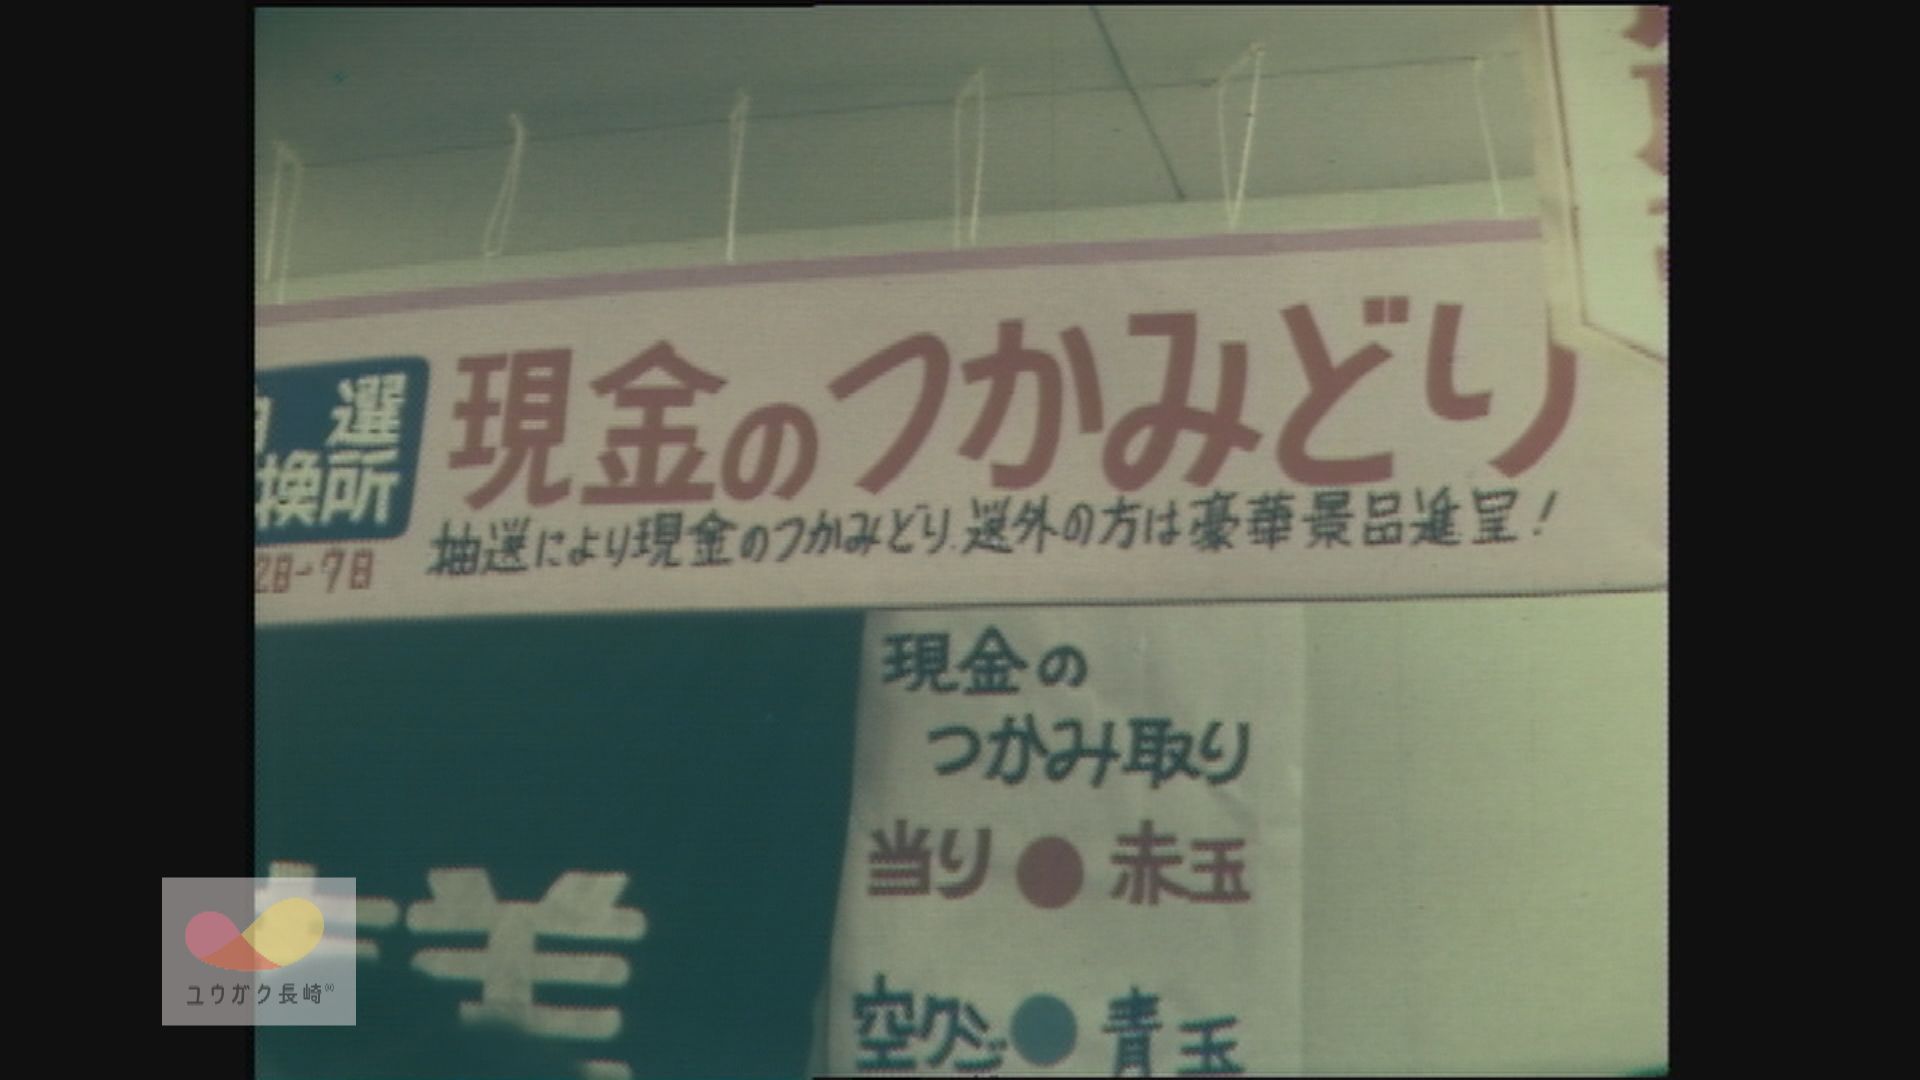 選
換所
2日-7日
現金のつかみどり
抽選により現金のつかみどり.選外の方は豪華景品進呈!
現金の
つかみ取り
当り●赤玉
空クジ●青玉
ユウガク長崎